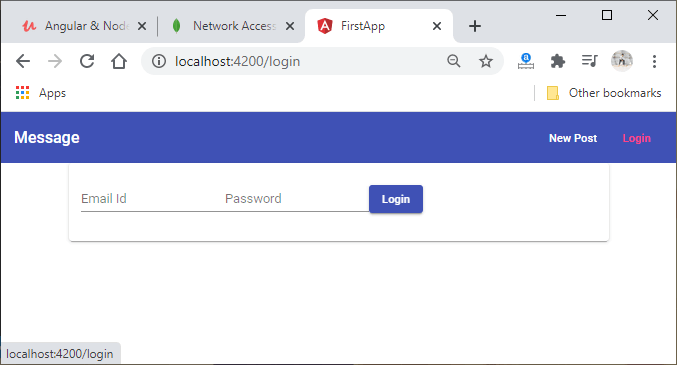 Angular & Node
Network Access
FirstApp
localhost:4200/login
Apps
Other bookmarks
Message
New Post
Login
Email Id
Password
Login
localhost:4200/login